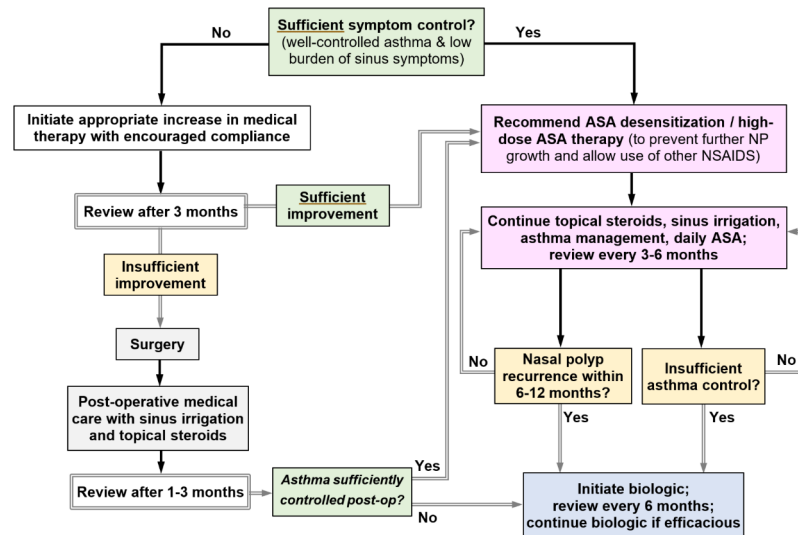 Sufficient symptom control?
(well-controlled asthma & low
burden of sinus symptoms)
No
Yes
Initiate appropriate increase in medical
therapy with encouraged compliance
Recommend ASA desensitization / high-
dose ASA therapy (to prevent further NP
growth and allow use of other NSAIDS)
Review after 3 months
Sufficient
improvement
Continue topical steroids, sinus irrigation,
asthma management, daily ASA;
review every 3-6 months
Insufficient
improvement
Surgery
No
Nasal polyp
recurrence within
6-12 months?
Insufficient
asthma control?
No
Post-operative medical
care with sinus irrigation
and topical steroids
Yes
Yes
Review after 1-3 months
Asthma sufficiently
controlled post-op?
Yes
No
Initiate biologic;
review every 6 months;
continue biologic if efficacious